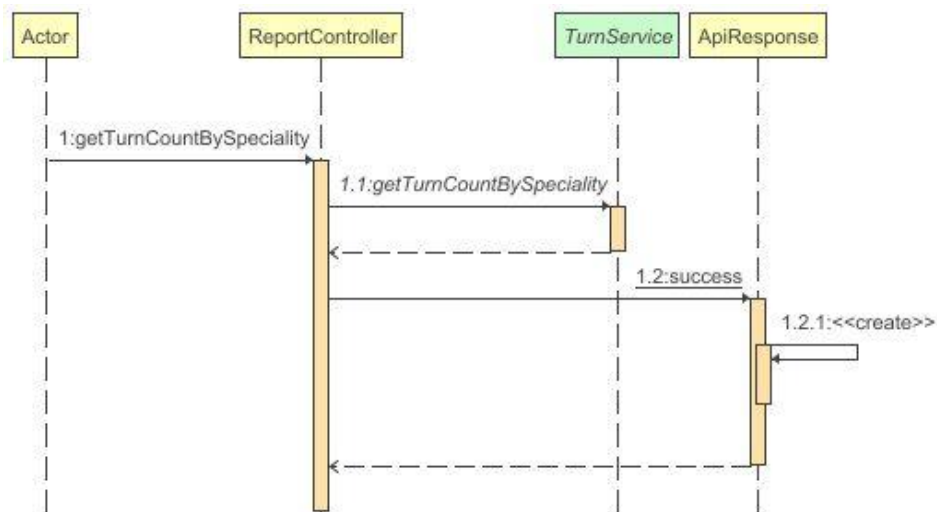 Actor
ReportController
TurnService
ApiResponse
1:getTurnCountBySpeciality
1.1:getTurnCountBySpeciality
1.2:success
1.2.1:<<create>>